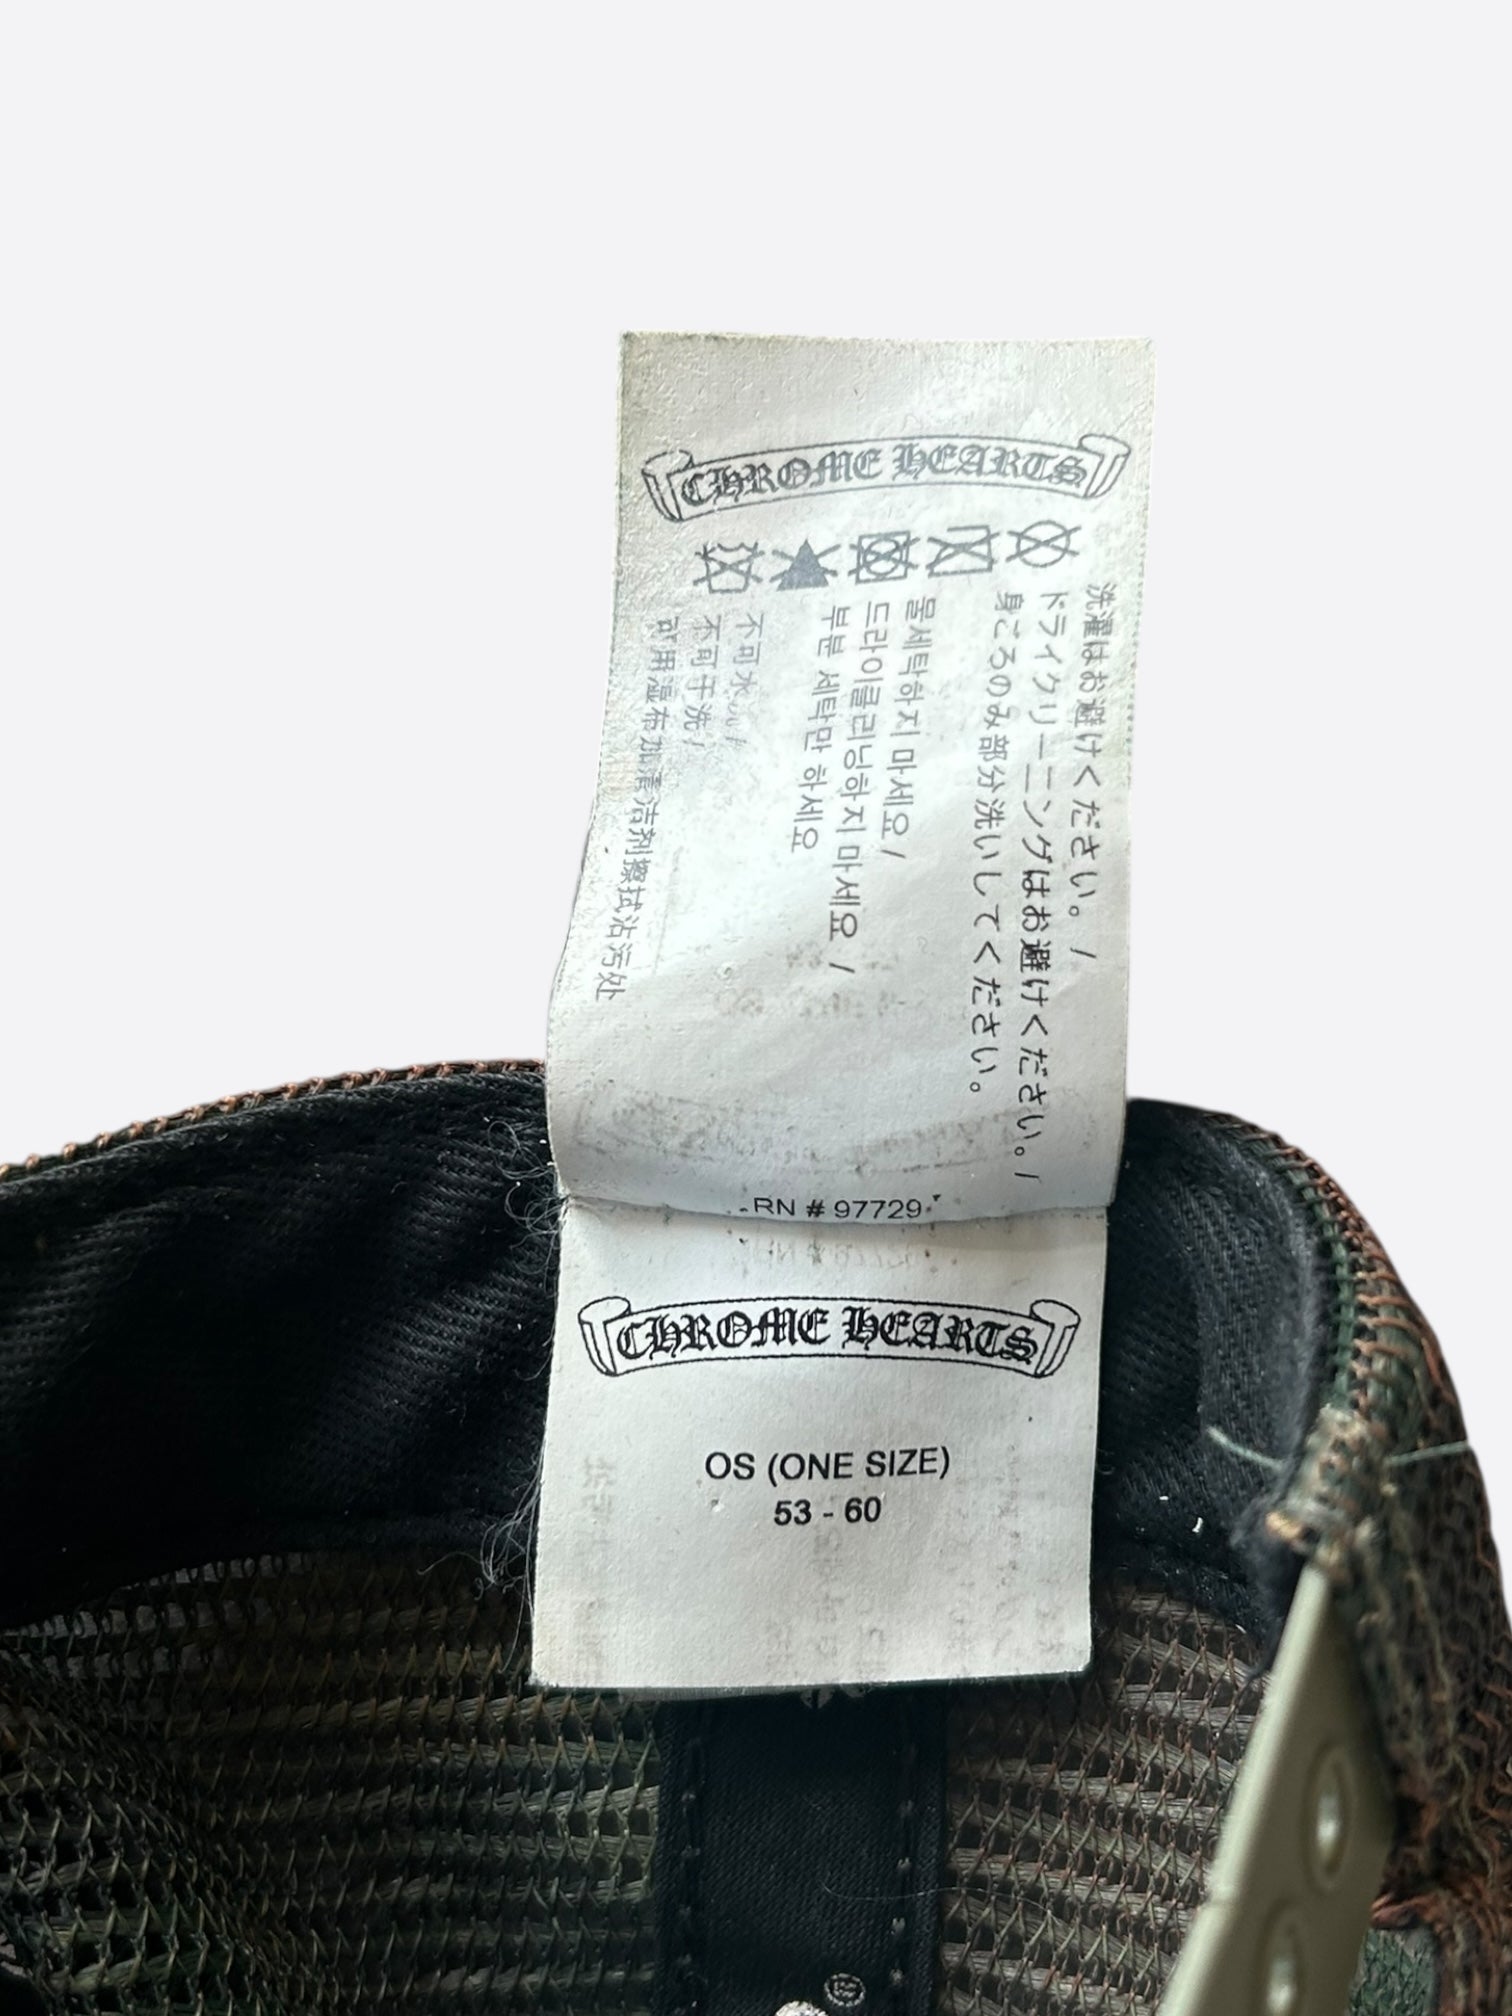 CHROME HEARTS
洗濯はお避けください。/
ドライクリーニングはお避けください。/
身ごろのみ部分洗いしてください。
물세탁하지 마세요 /
드라이클리닝하지 마세요 /
부분 세탁만 하세요
不可水洗 /
不可干洗 /
可用湿布加清洁剂擦拭沾污处
RN # 97729
CHROME HEARTS
OS (ONE SIZE)
53 - 60